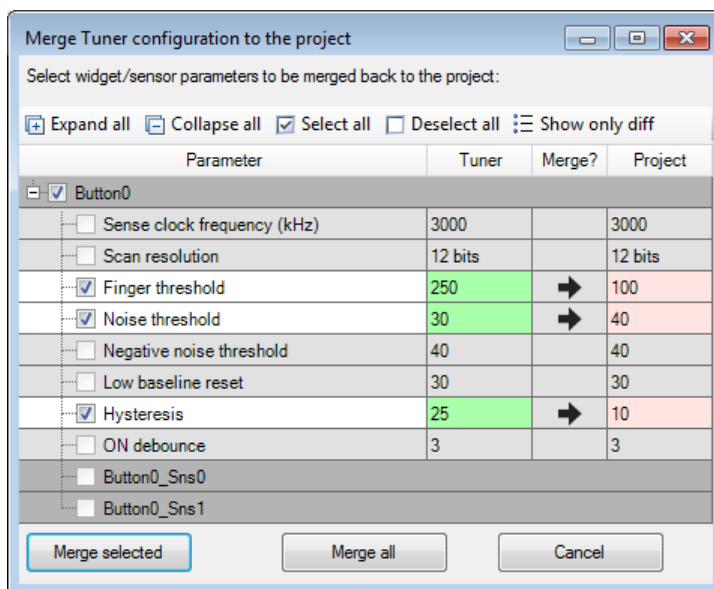 Merge Tuner configuration to the project
Select widget/sensor parameters to be merged back to the project:
Expand all Collapse all Select all Deselect all Show only diff
Parameter Tuner Merge? Project
Button0
Sense clock frequency (kHz) 3000 3000
Scan resolution 12 bits 12 bits
Finger threshold 250 100
Noise threshold 30 40
Negative noise threshold 40 40
Low baseline reset 30 30
Hysteresis 25 10
ON debounce 3 3
Button0_Sns0
Button0_Sns1
Merge selected Merge all Cancel